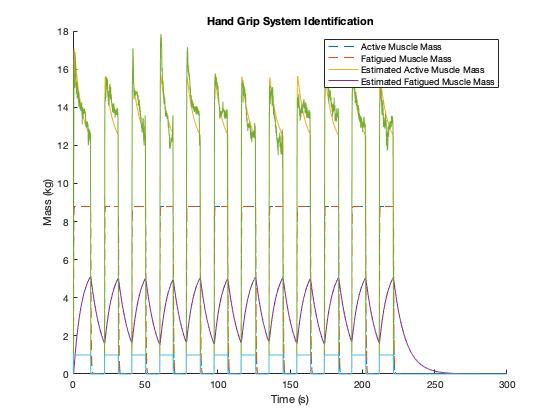 Hand Grip System Identification
18
16
14
12
10
8
6
4
2
0
Mass (kg)
Active Muscle Mass
Fatigued Muscle Mass
Estimated Active Muscle Mass
Estimated Fatigued Muscle Mass
0 50 100 150 200 250 300
Time (s)